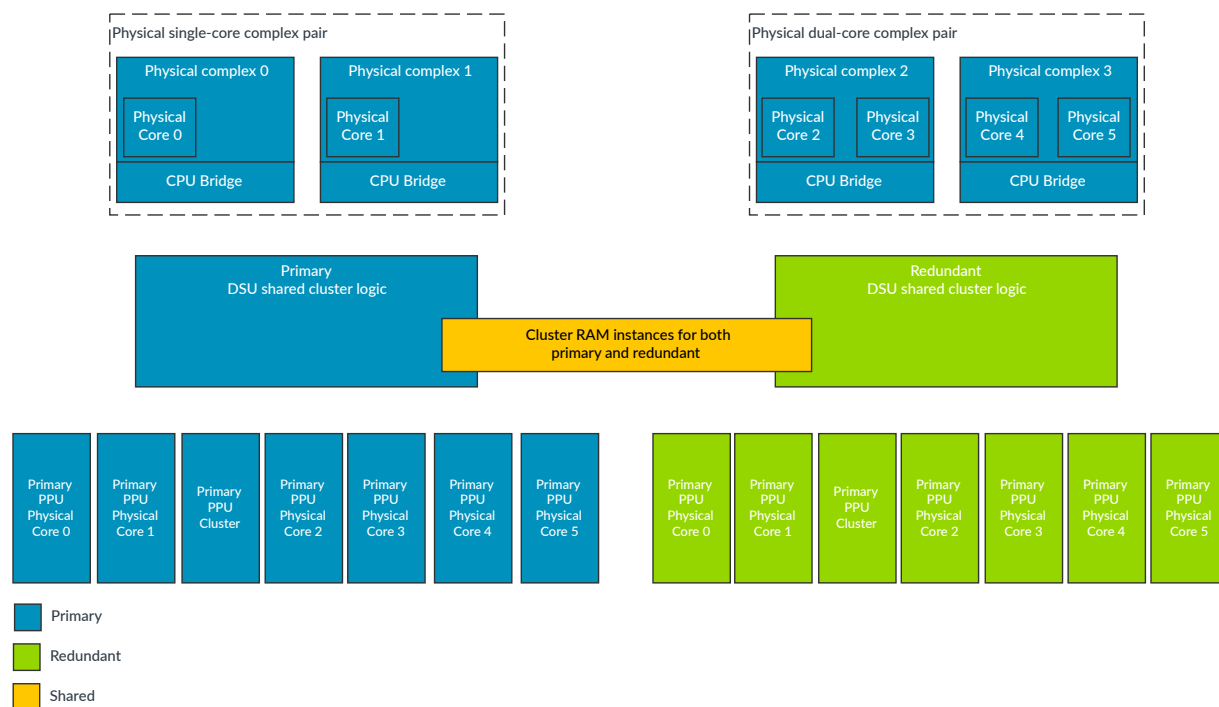 Physical single-core complex pair
Physical complex 0
Physical
Core 0
CPU Bridge
Physical complex 1
Physical
Core 1
CPU Bridge
Physical dual-core complex pair
Physical complex 2
Physical
Core 2
Physical
Core 3
CPU Bridge
Physical complex 3
Physical
Core 4
Physical
Core 5
CPU Bridge
Primary
DSU shared cluster logic
Redundant
DSU shared cluster logic
Cluster RAM instances for both
primary and redundant
Primary
PPU
Physical
Core 0
Primary
PPU
Physical
Core 1
Primary
PPU
Cluster
Primary
PPU
Physical
Core 2
Primary
PPU
Physical
Core 3
Primary
PPU
Physical
Core 4
Primary
PPU
Physical
Core 5
Primary
PPU
Physical
Core 0
Primary
PPU
Physical
Core 1
Primary
PPU
Cluster
Primary
PPU
Physical
Core 2
Primary
PPU
Physical
Core 3
Primary
PPU
Physical
Core 4
Primary
PPU
Physical
Core 5
Primary
Redundant
Shared